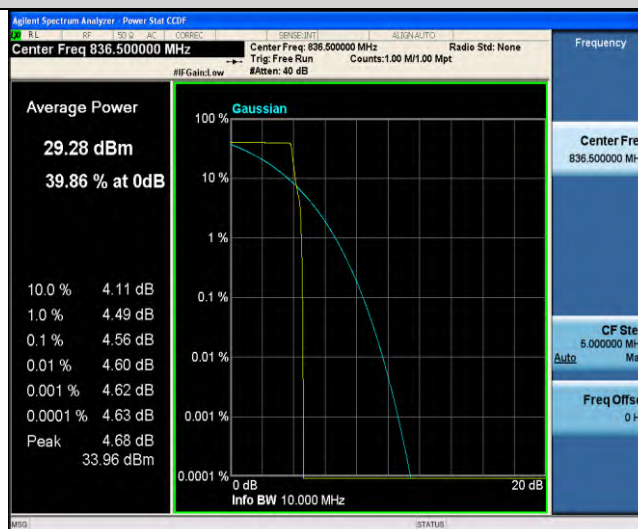 Agilent Spectrum Analyzer - Power Stat CCDF
RL RF 50 Ω AC CORREC SENSE:INT ALIGNAUTO
Center Freq 836.500000 MHz
Center Freq: 836.500000 MHz Radio Std: None
Trig: Free Run Counts:1.00 M/1.00 Mpt
#IFGain:Low #Atten: 40 dB
Frequency
Center Fre
836.500000 MH
CF Ste
5.000000 MH
Auto Ma
Freq Offse
0 H
Average Power
29.28 dBm
39.86 % at 0dB
10.0 % 4.11 dB
1.0 % 4.49 dB
0.1 % 4.56 dB
0.01 % 4.60 dB
0.001 % 4.62 dB
0.0001 % 4.63 dB
Peak 4.68 dB
33.96 dBm
Gaussian
100 %
10 %
1 %
0.1 %
0.01 %
0.001 %
0.0001 %
0 dB 20 dB
Info BW 10.000 MHz
MSG STATUS